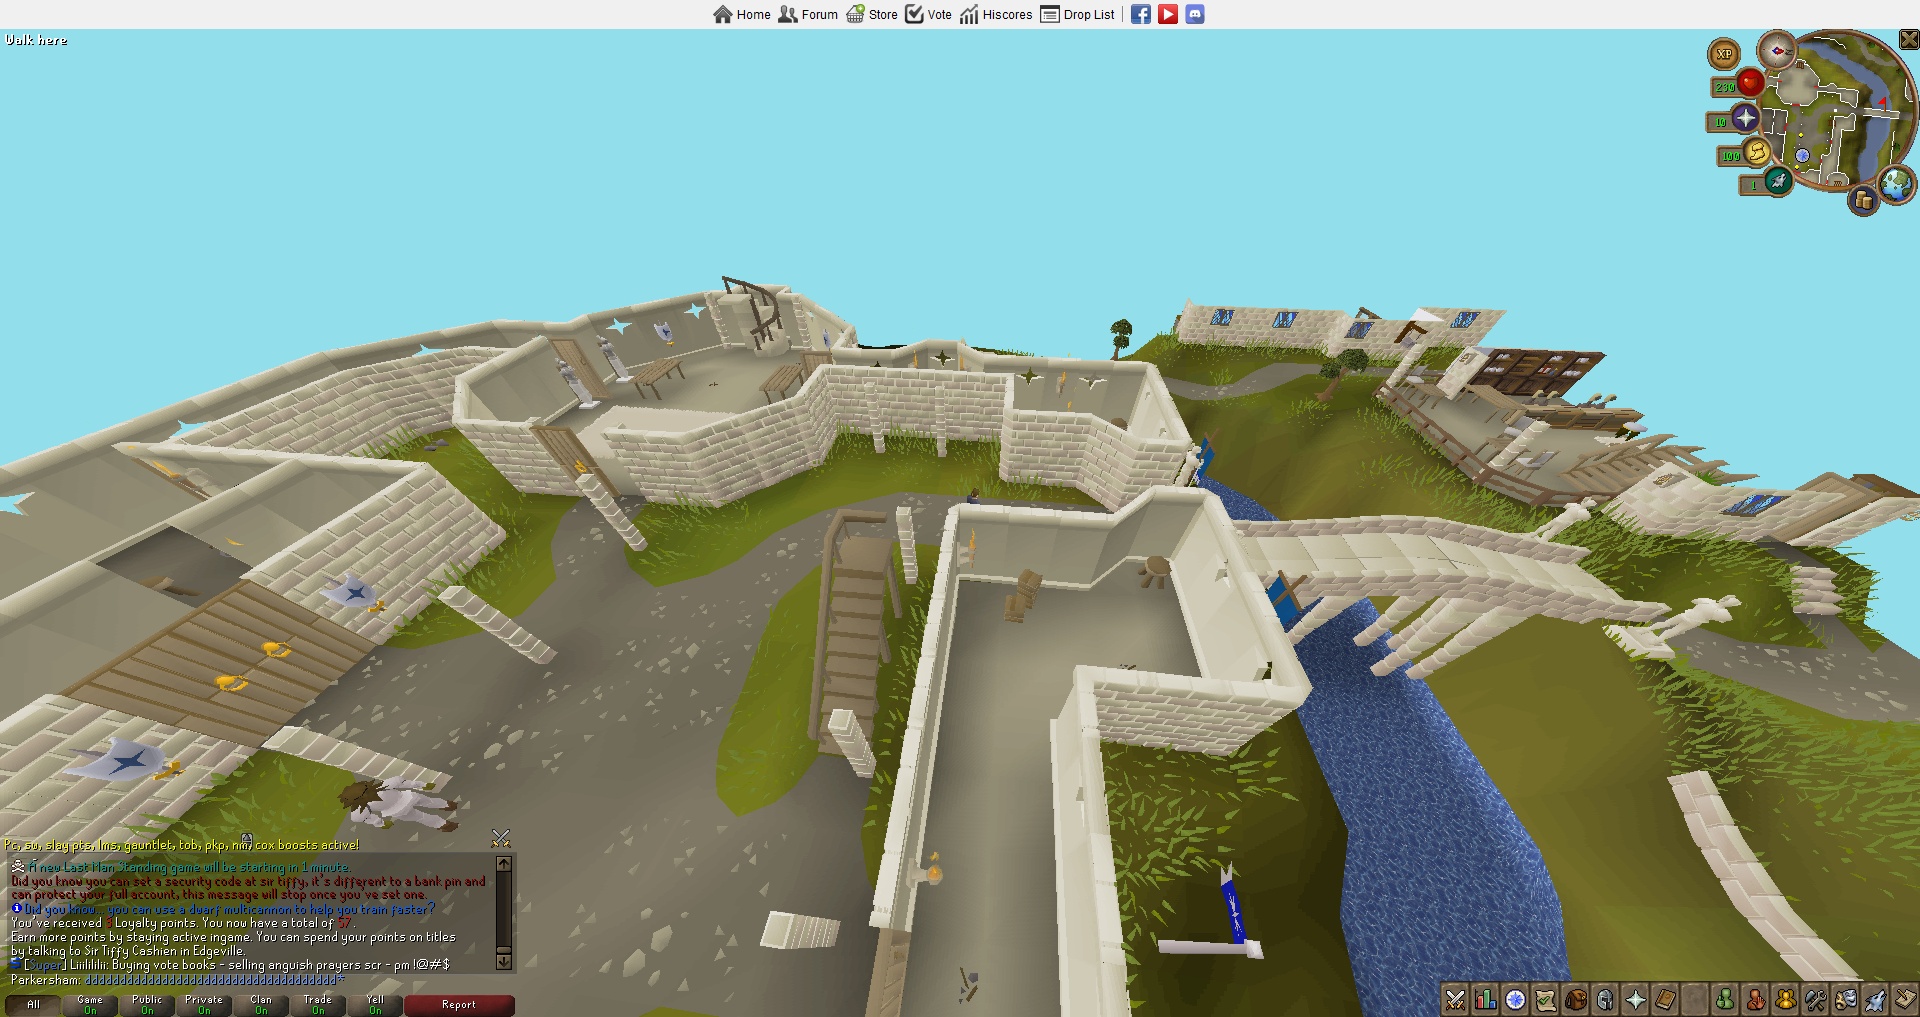 Home Forum Store Vote Hiscores Drop List
Walk here
XP
230
10
100
1
Pc, sw, slay pts, lms, gauntlet, tob, pkp, nm, cox boosts active!
A new Last Man Standing game will be starting in 1 minute.
Did you know you can set a security code at sir tiffy, it's different to a bank pin and
can protect your full account, this message will stop once you've set one.
Did you know... you can use a dwarf multicannon to help you train faster?
You've received 3 Loyalty points. You now have a total of 57.
Earn more points by staying active ingame. You can spend your points on titles
by talking to Sir Tiffy Cashien in Edgeville.
[Super] Liiilillii: Buying vote books - selling anguish prayers scr - pm !@#$
Parkersham:
All Game Public Private Clan Trade Yell Report
On On On On On On